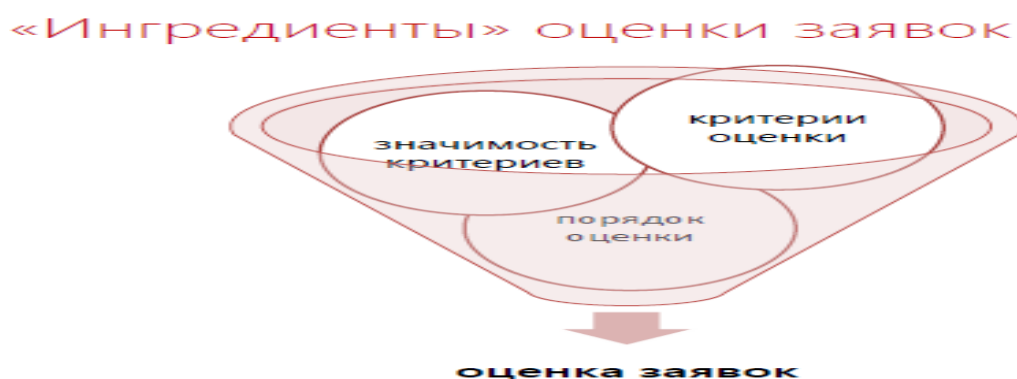 «Ингредиенты» оценки заявок
значимость
критериев
критерии
оценки
порядок
оценки
оценка заявок